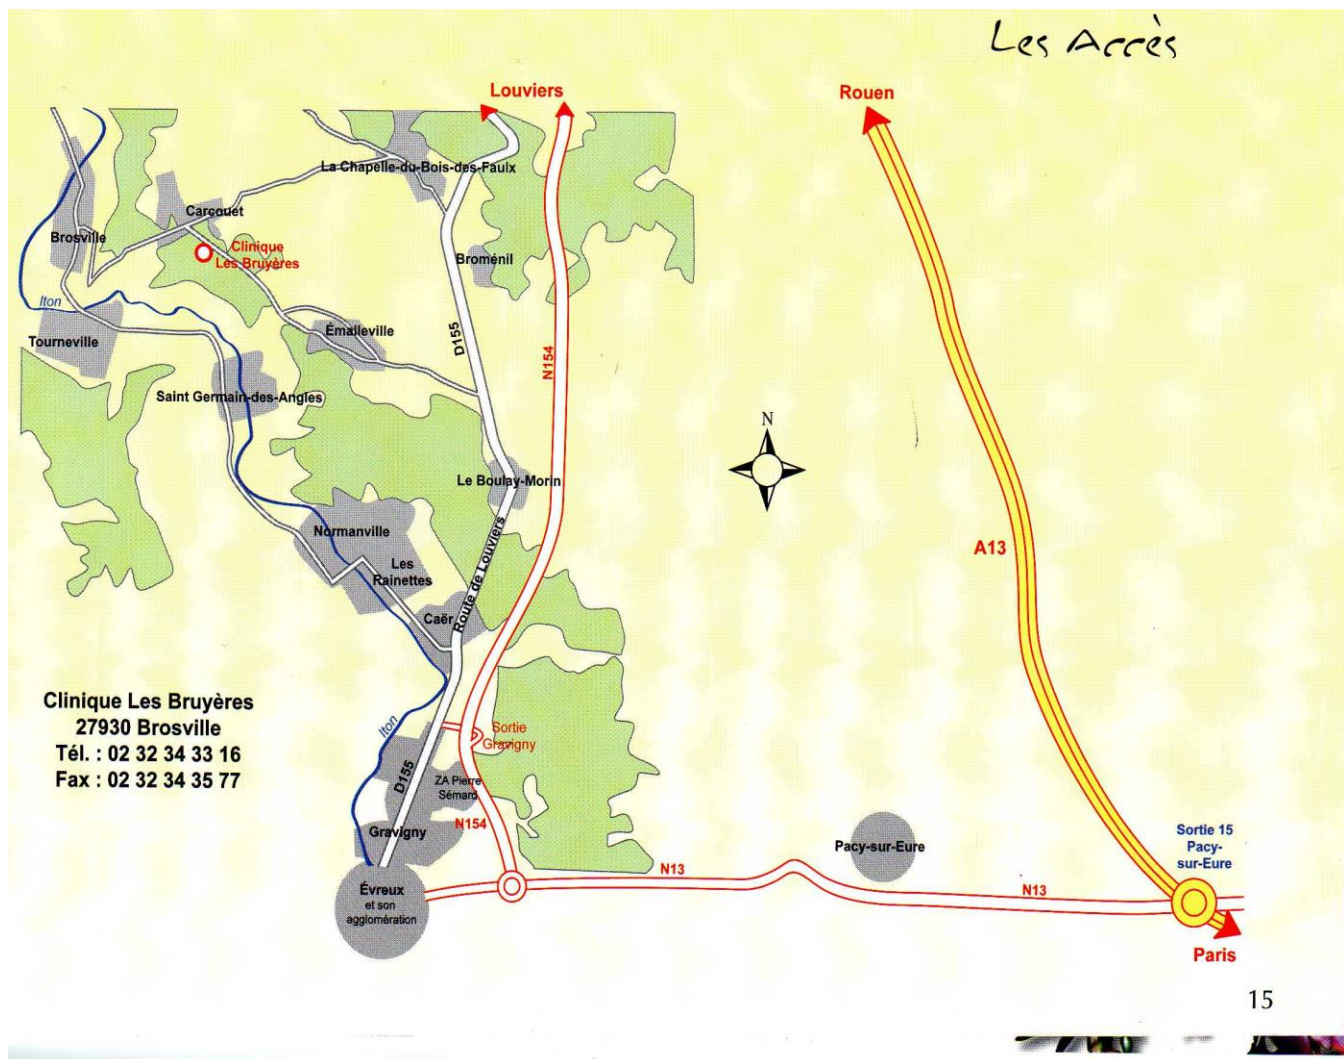 Les Accès
Louviers
Rouen
La Chapelle-du-Bois-des-Faulx
Carcouet
Brosville
Clinique
Les Bruyères
Broménil
Iton
Émalleville
Tourneville
D155
N154
Saint Germain-des-Angles
N
Le Boulay-Morin
Normanville
Les
Rainettes
Route de Louviers
A13
Caër
Clinique Les Bruyères
27930 Brosville
Tél. : 02 32 34 33 16
Fax : 02 32 34 35 77
Iton
Sortie
Gravigny
D155
ZA Pierre
Sémard
N154
Gravigny
Pacy-sur-Eure
Sortie 15
Pacy-
sur-Eure
N13
N13
Évreux
et son
agglomération
Paris
15